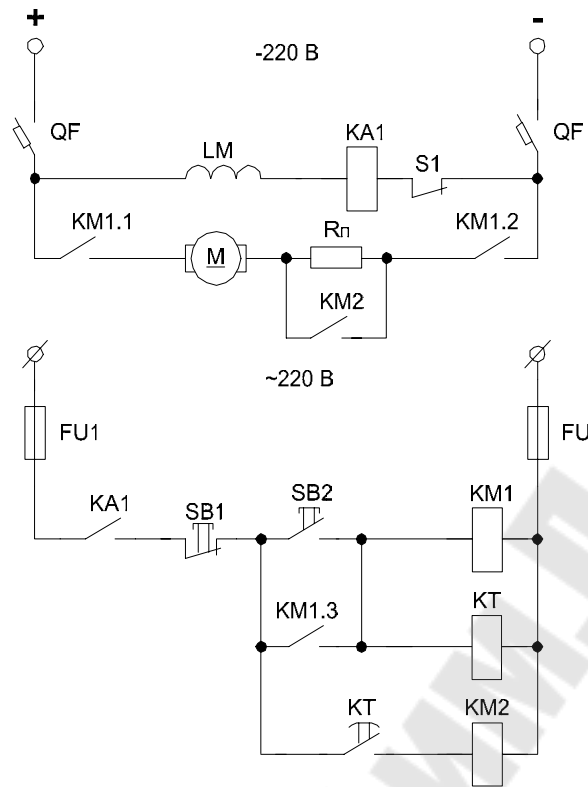 + -
-220 В
QF QF
LM KA1 S1
KM1.1 Rп KM1.2
M
KM2
~220 В
FU1 FU
KA1 SB1 SB2 KM1
KM1.3 KT
KT KM2